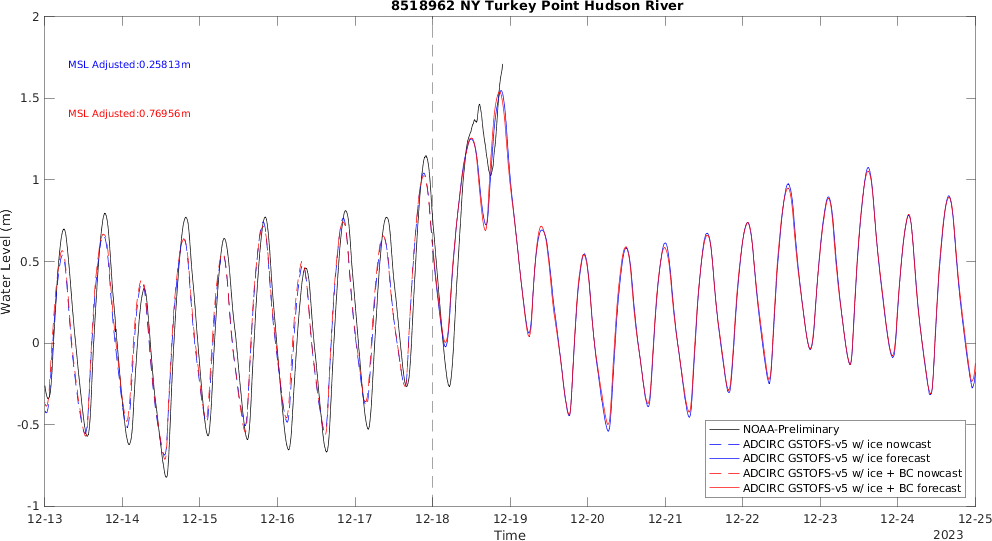 8518962 NY Turkey Point Hudson River
2
1.5
1
0.5
0
-0.5
-1
Water Level (m)
MSL Adjusted:0.25813m
MSL Adjusted:0.76956m
NOAA-Preliminary
ADCIRC GSTOFS-v5 w/ ice nowcast
ADCIRC GSTOFS-v5 w/ ice forecast
ADCIRC GSTOFS-v5 w/ ice + BC nowcast
ADCIRC GSTOFS-v5 w/ ice + BC forecast
12-13 12-14 12-15 12-16 12-17 12-18 12-19 12-20 12-21 12-22 12-23 12-24 12-25
Time
2023